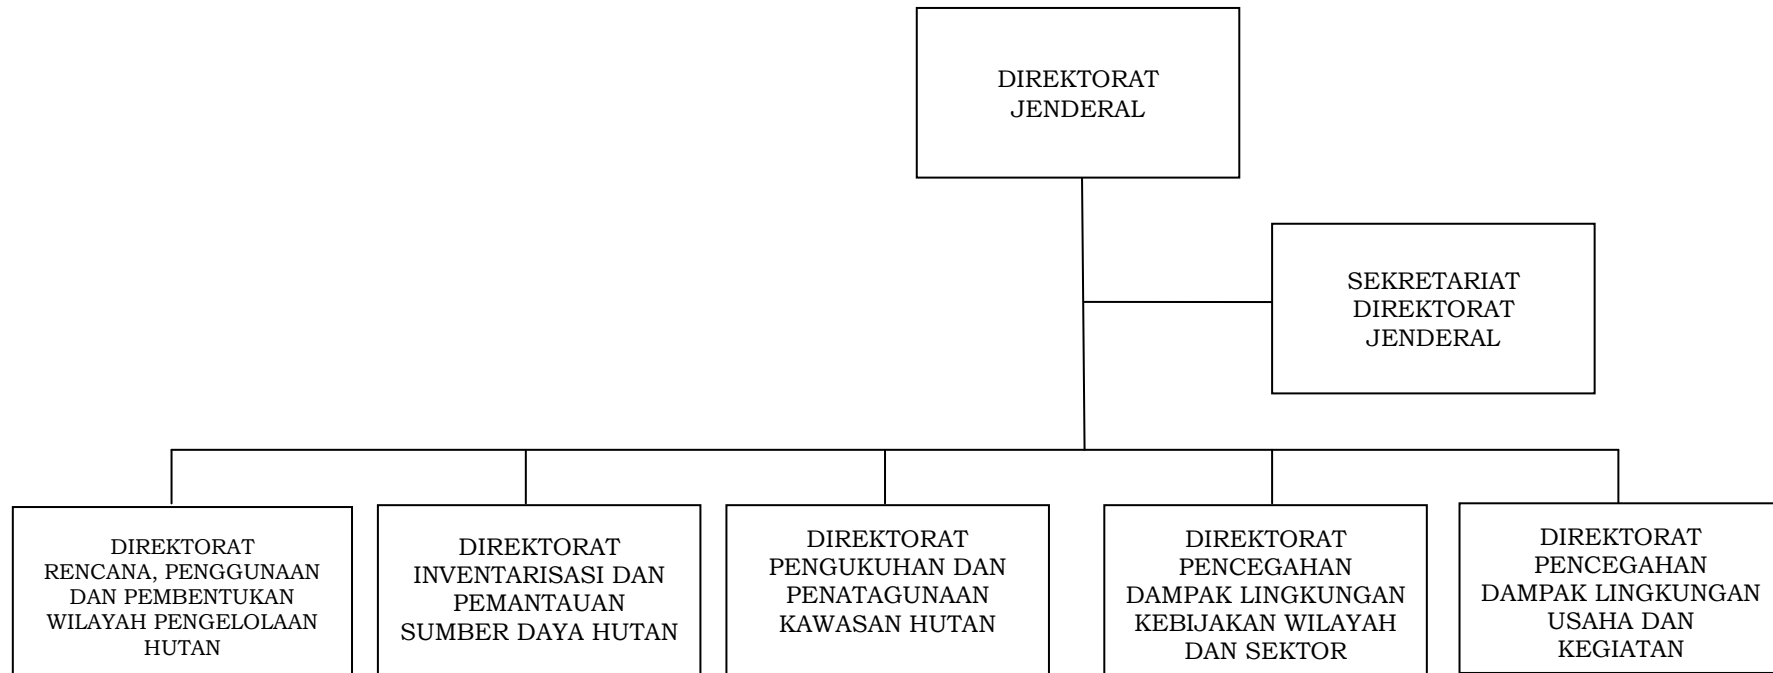 DIREKTORAT
JENDERAL
SEKRETARIAT
DIREKTORAT
JENDERAL
DIREKTORAT
RENCANA, PENGGUNAAN
DAN PEMBENTUKAN
WILAYAH PENGELOLAAN
HUTAN
DIREKTORAT
INVENTARISASI DAN
PEMANTAUAN
SUMBER DAYA HUTAN
DIREKTORAT
PENGUKUHAN DAN
PENATAGUNAAN
KAWASAN HUTAN
DIREKTORAT
PENCEGAHAN
DAMPAK LINGKUNGAN
KEBIJAKAN WILAYAH
DAN SEKTOR
DIREKTORAT
PENCEGAHAN
DAMPAK LINGKUNGAN
USAHA DAN
KEGIATAN